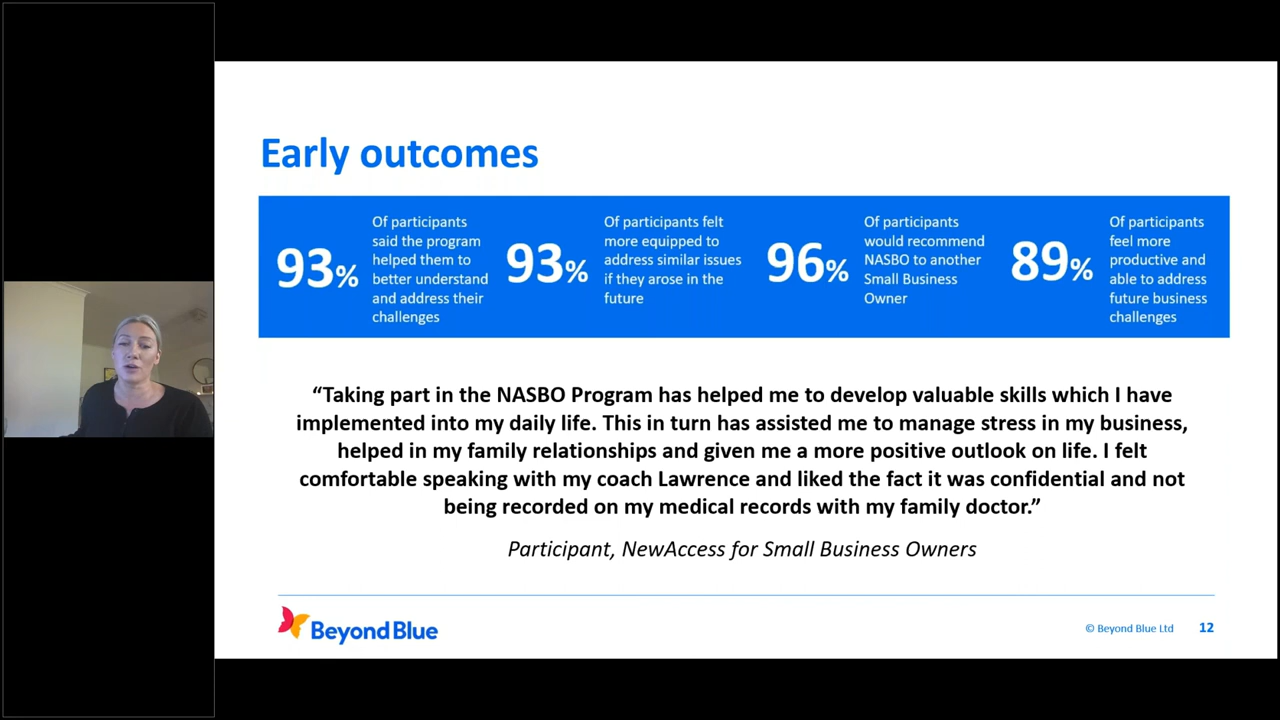 Early outcomes
93%
Of participants
said the program
helped them to
better understand
and address their
challenges
93%
Of participants felt
more equipped to
address similar issues
if they arose in the
future
96%
Of participants
would recommend
NASBO to another
Small Business
Owner
89%
Of participants
feel more
productive and
able to address
future business
challenges
“Taking part in the NASBO Program has helped me to develop valuable skills which I have
implemented into my daily life. This in turn has assisted me to manage stress in my business,
helped in my family relationships and given me a more positive outlook on life. I felt
comfortable speaking with my coach Lawrence and liked the fact it was confidential and not
being recorded on my medical records with my family doctor.”
Participant, NewAccess for Small Business Owners
Beyond Blue
© Beyond Blue Ltd 12